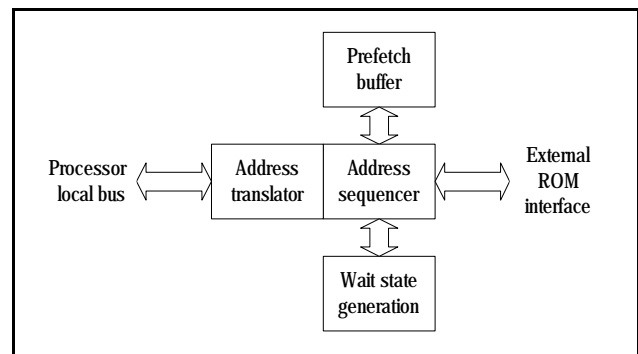 Prefetch
buffer
Processor
local bus
Address
translator
Address
sequencer
External
ROM
interface
Wait state
generation